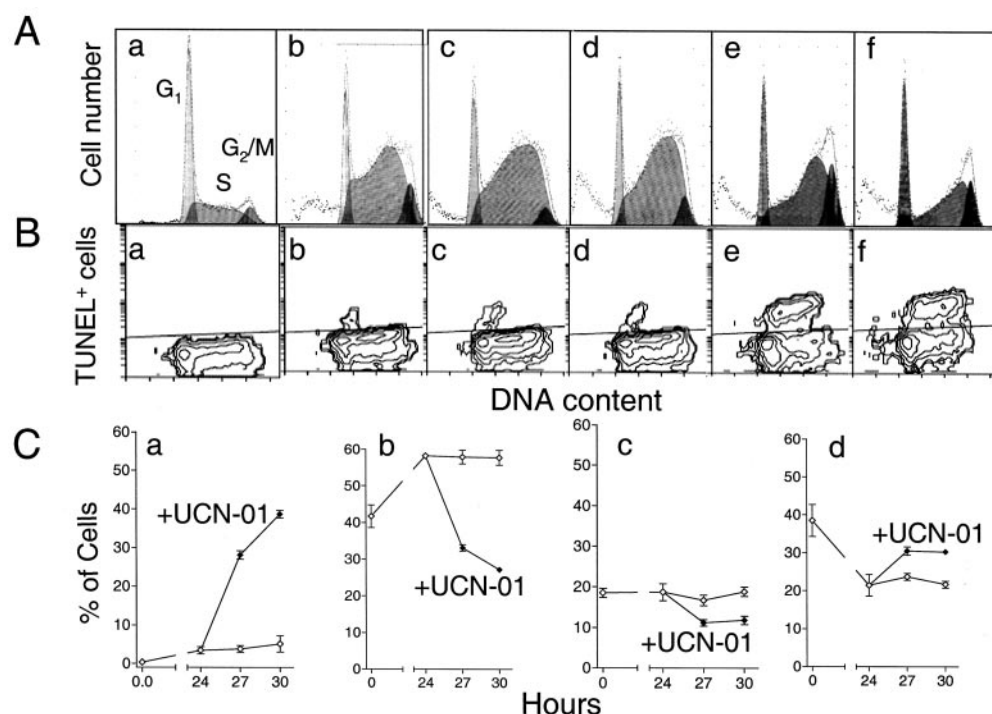 A
Cell number
a
b
c
d
e
f
G1
S
G2/M
B
TUNEL+ cells
a
b
c
d
e
f
DNA content
C
% of Cells
a
60
50
40
30
20
10
0
+UCN-01
0.0 24 27 30
b
60
50
40
30
20
10
0
+UCN-01
0 24 27 30
c
60
50
40
30
20
10
0
+UCN-01
0 24 27 30
d
60
50
40
30
20
10
0
+UCN-01
0 24 27 30
Hours